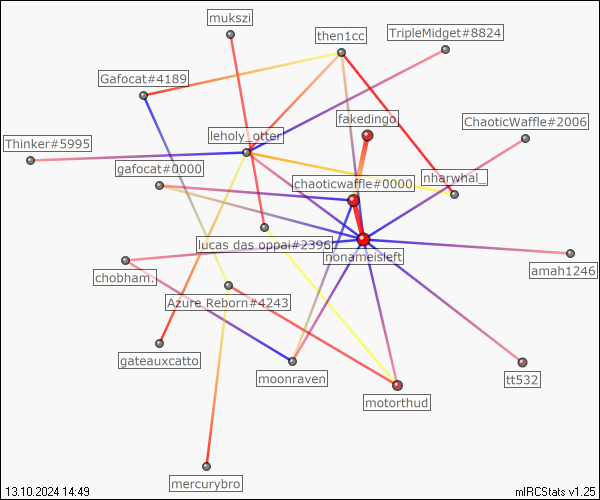 mukszi
then1cc
TripleMidget#8824
Gafocat#4189
fakedingo
ChaoticWaffle#2006
leholy_otter
Thinker#5995
gafocat#0000
chaoticwaffle#0000
nharwhal_
lucas das oppai#2396
nonameisleft
chobham.
amah1246
Azure Reborn#4243
gateauxcatto
moonraven
tt532
motorthud
mercurybro
13.10.2024 14:49
mIRCStats v1.25